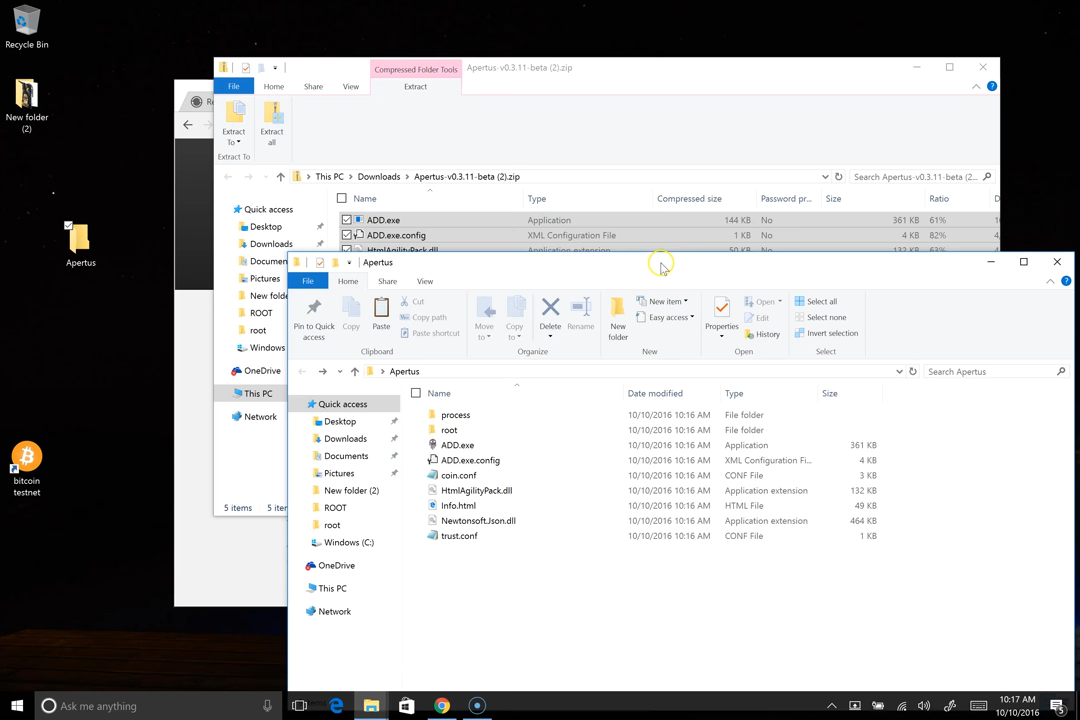 Recycle Bin
New folder
(2)
Apertus
bitcoin
testnet
Compressed Folder Tools
Apertus-v0.3.11-beta (2).zip
File
Home
Share
View
Extract
Extract
To
Extract
all
Extract To
This PC
Downloads
Apertus-v0.3.11-beta (2).zip
Search Apertus-v0.3.11-beta (2...
Name
Type
Compressed size
Password pr...
Size
Ratio
Quick access
Desktop
Downloads
Documen
Pictures
New folde
ROOT
root
Windows
OneDrive
This PC
Network
ADD.exe
Application
144 KB
No
361 KB
61%
ADD.exe.config
XML Configuration File
1 KB
No
4 KB
82%
HtmlAgilityPack.dll
Application extension
50 KB
No
132 KB
63%
5 items
Apertus
File
Home
Share
View
Pin to Quick
access
Copy
Paste
Cut
Copy path
Paste shortcut
Clipboard
Move
to
Copy
to
Delete
Rename
Organize
New
folder
New item
Easy access
New
Properties
Open
Edit
History
Open
Select all
Select none
Invert selection
Select
Apertus
Search Apertus
Name
Date modified
Type
Size
Quick access
Desktop
Downloads
Documents
Pictures
New folder (2)
ROOT
root
Windows (C:)
OneDrive
This PC
Network
process
10/10/2016 10:16 AM
File folder
root
10/10/2016 10:16 AM
File folder
ADD.exe
10/10/2016 10:16 AM
Application
361 KB
ADD.exe.config
10/10/2016 10:16 AM
XML Configuration Fi...
4 KB
coin.conf
10/10/2016 10:16 AM
CONF File
3 KB
HtmlAgilityPack.dll
10/10/2016 10:16 AM
Application extension
132 KB
Info.html
10/10/2016 10:16 AM
HTML File
49 KB
Newtonsoft.Json.dll
10/10/2016 10:16 AM
Application extension
464 KB
trust.conf
10/10/2016 10:16 AM
CONF File
1 KB
Ask me anything
10:17 AM
10/10/2016
5